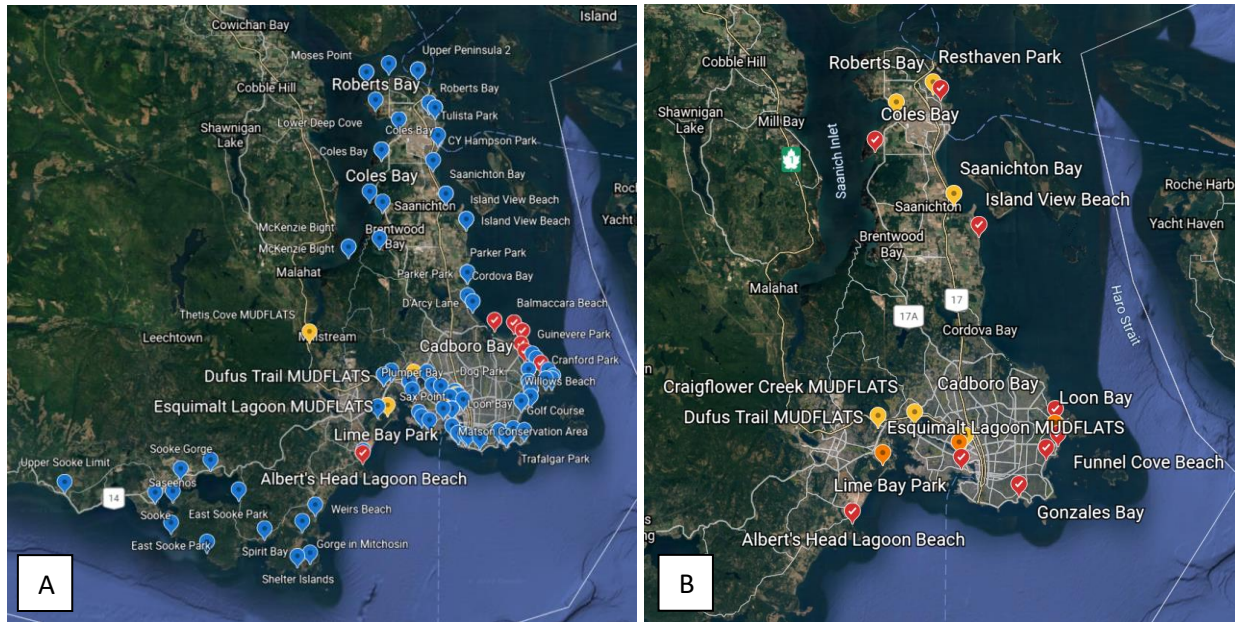 Island
Cowichan Bay
Moses Point
Upper Peninsula 2
Roberts Bay
Cobble Hill
Roberts Bay
Tulista Park
Lower Deep Cove
Coles Bay
Shawnigan
Lake
CY Hampson Park
Coles Bay
Saanichton Bay
Coles Bay
Saanichton
Island View Beach
Island View Beach
McKenzie Bight
Brentwood
Bay
McKenzie Bight
Parker Park
Malahat
Parker Park
Cordova Bay
D'Arcy Lane
Balmaccara Beach
Thetis Cove MUDFLATS
Leechtown
Millstream
Guinevere Park
Cadboro Bay
Cranford Park
Dufus Trail MUDFLATS
Plumper Bay
Dog Park
Willows Beach
Sax Point
Esquimalt Lagoon MUDFLATS
Loon Bay
Golf Course
Lime Bay Park
Matson Conservation Area
Trafalgar Park
Sooke Gorge
Upper Sooke Limit
Albert's Head Lagoon Beach
Saseenos
14
Sooke
East Sooke Park
Weirs Beach
East Sooke Park
Spirit Bay
Gorge in Mitchosin
Shelter Islands
A
Cobble Hill
Roberts Bay
Resthaven Park
Shawnigan
Lake
Mill Bay
Coles Bay
1
Saanich Inlet
Saanichton Bay
Roche Harb
Saanichton
Island View Beach
Yacht Haven
Brentwood
Bay
Malahat
17
17A
Haro Strait
Cordova Bay
Craigflower Creek MUDFLATS
Cadboro Bay
Loon Bay
Dufus Trail MUDFLATS
Esquimalt Lagoon MUDFLATS
Funnel Cove Beach
Lime Bay Park
Gonzales Bay
Albert's Head Lagoon Beach
B